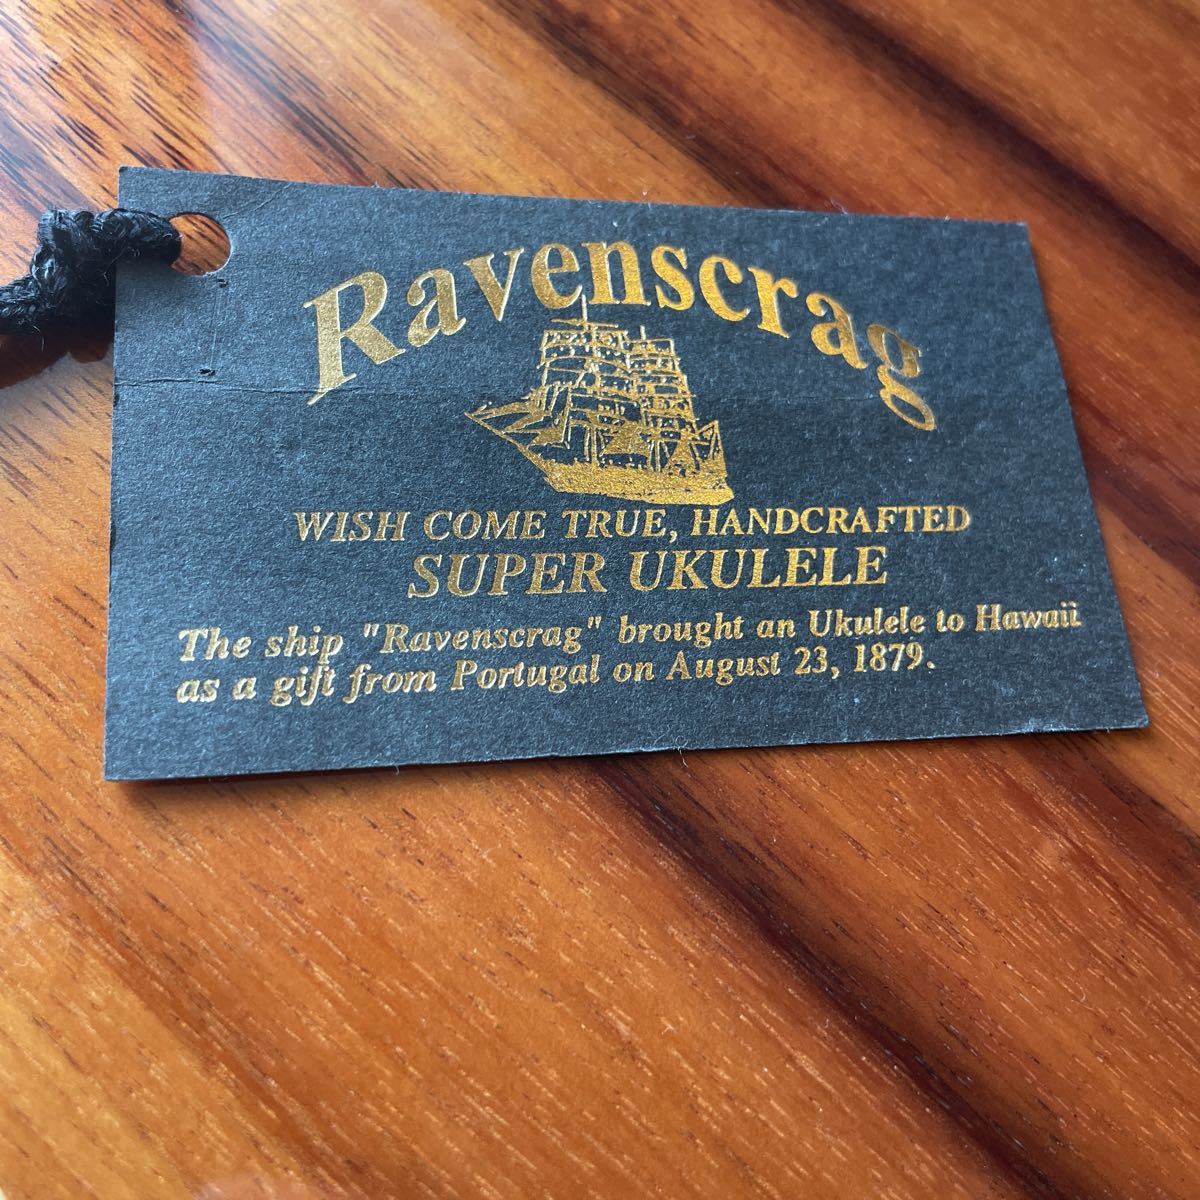 Ravenscrag
WISH COME TRUE, HANDCRAFTED
SUPER UKULELE
The ship "Ravenscrag" brought an Ukulele to Hawaii
as a gift from Portugal on August 23, 1879.